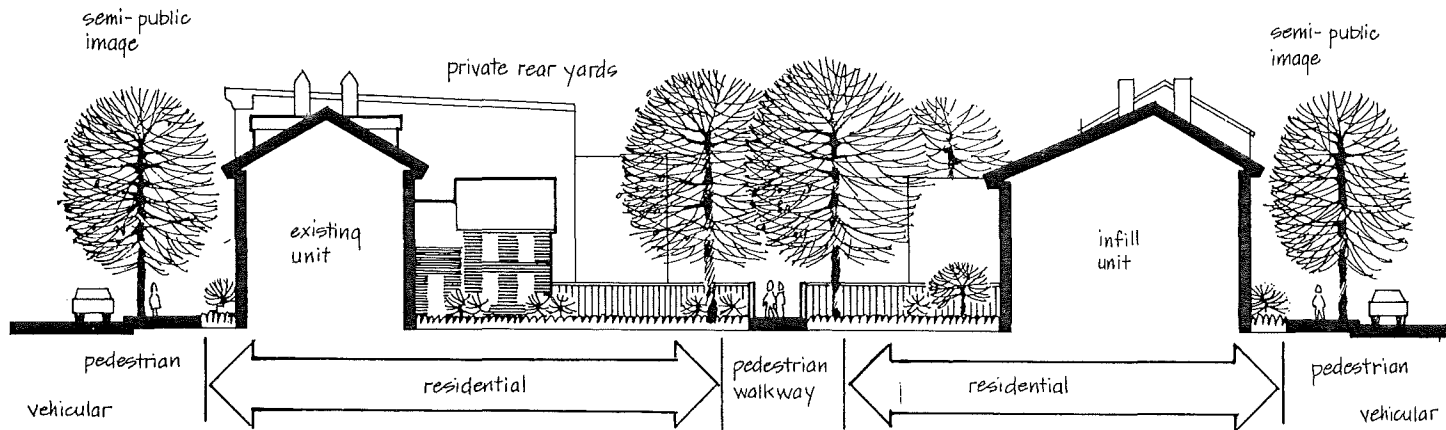 semi-public
image
private rear yards
semi-public
image
existing
unit
infill
unit
pedestrian
residential
pedestrian
walkway
residential
pedestrian
vehicular
vehicular